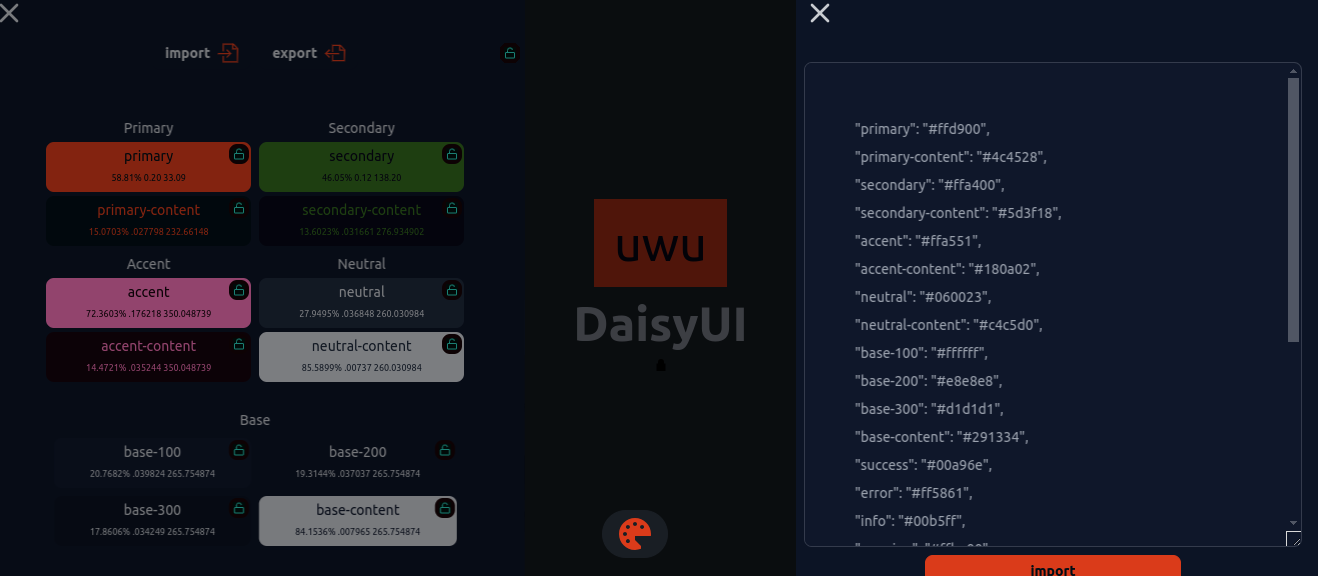 import
export
Primary
Secondary
primary
58.81% 0.20 33.09
secondary
46.05% 0.12 138.20
primary-content
15.0703% .027798 232.66148
secondary-content
13.6023% .031661 276.934902
Accent
Neutral
accent
72.3603% .176218 350.048739
neutral
27.9495% .036848 260.030984
accent-content
14.4721% .035244 350.048739
neutral-content
85.5899% .00737 260.030984
Base
base-100
20.7682% .039824 265.754874
base-200
19.3144% .037037 265.754874
base-300
17.8606% .034249 265.754874
base-content
84.1536% .007965 265.754874
uwu
DaisyUI
"primary": "#ffd900",
"primary-content": "#4c4528",
"secondary": "#ffa400",
"secondary-content": "#5d3f18",
"accent": "#ffa551",
"accent-content": "#180a02",
"neutral": "#060023",
"neutral-content": "#c4c5d0",
"base-100": "#ffffff",
"base-200": "#e8e8e8",
"base-300": "#d1d1d1",
"base-content": "#291334",
"success": "#00a96e",
"error": "#ff5861",
"info": "#00b5ff",
import